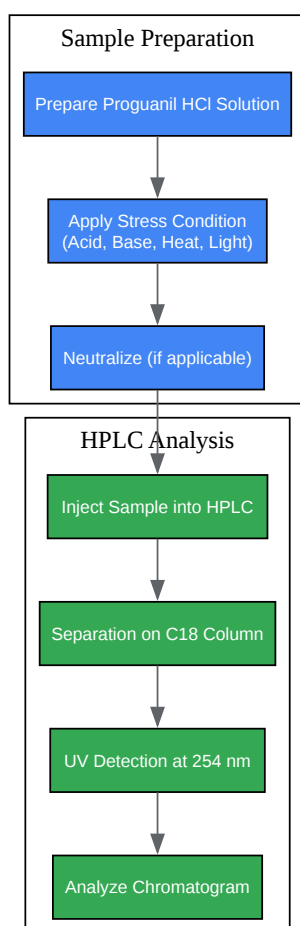 Sample Preparation
Prepare Proguanil HCl Solution
Apply Stress Condition
(Acid, Base, Heat, Light)
Neutralize (if applicable)
HPLC Analysis
Inject Sample into HPLC
Separation on C18 Column
UV Detection at 254 nm
Analyze Chromatogram